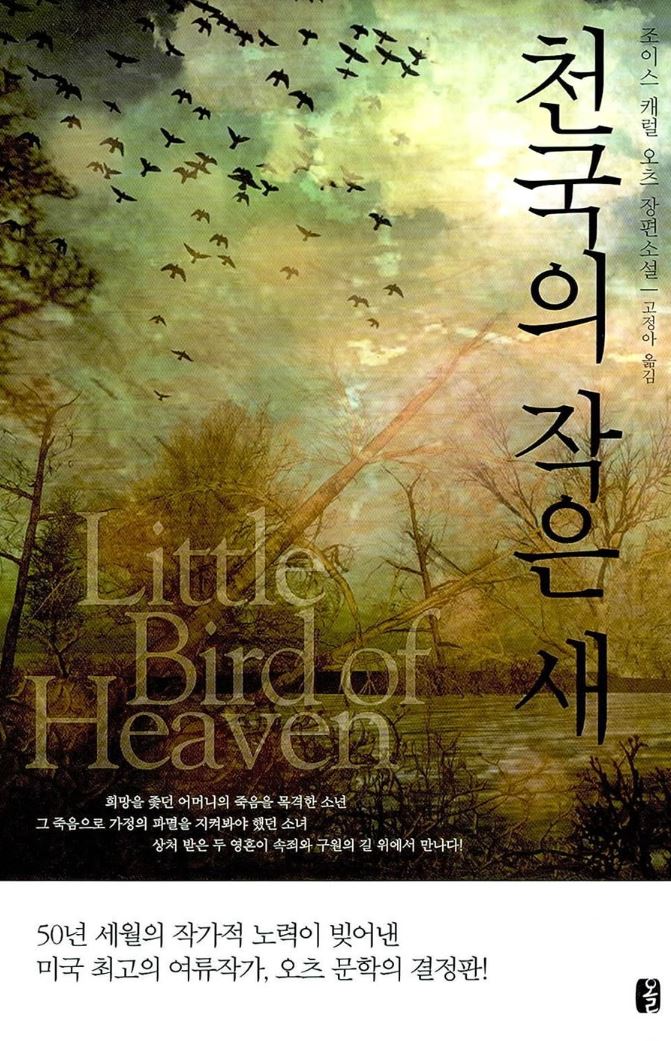 천국의 작은 새
조이스 캐럴 오츠 장편소설 | 고정아 옮김
Little
Bird of
Heaven
희망을 좇던 어머니의 죽음을 목격한 소년
그 죽음으로 가정의 파멸을 지켜봐야 했던 소녀
상처 받은 두 영혼이 속죄와 구원의 길 위에서 만나다!
50년 세월의 작가적 노력이 빚어낸
미국 최고의 여류작가, 오츠 문학의 결정판!
올